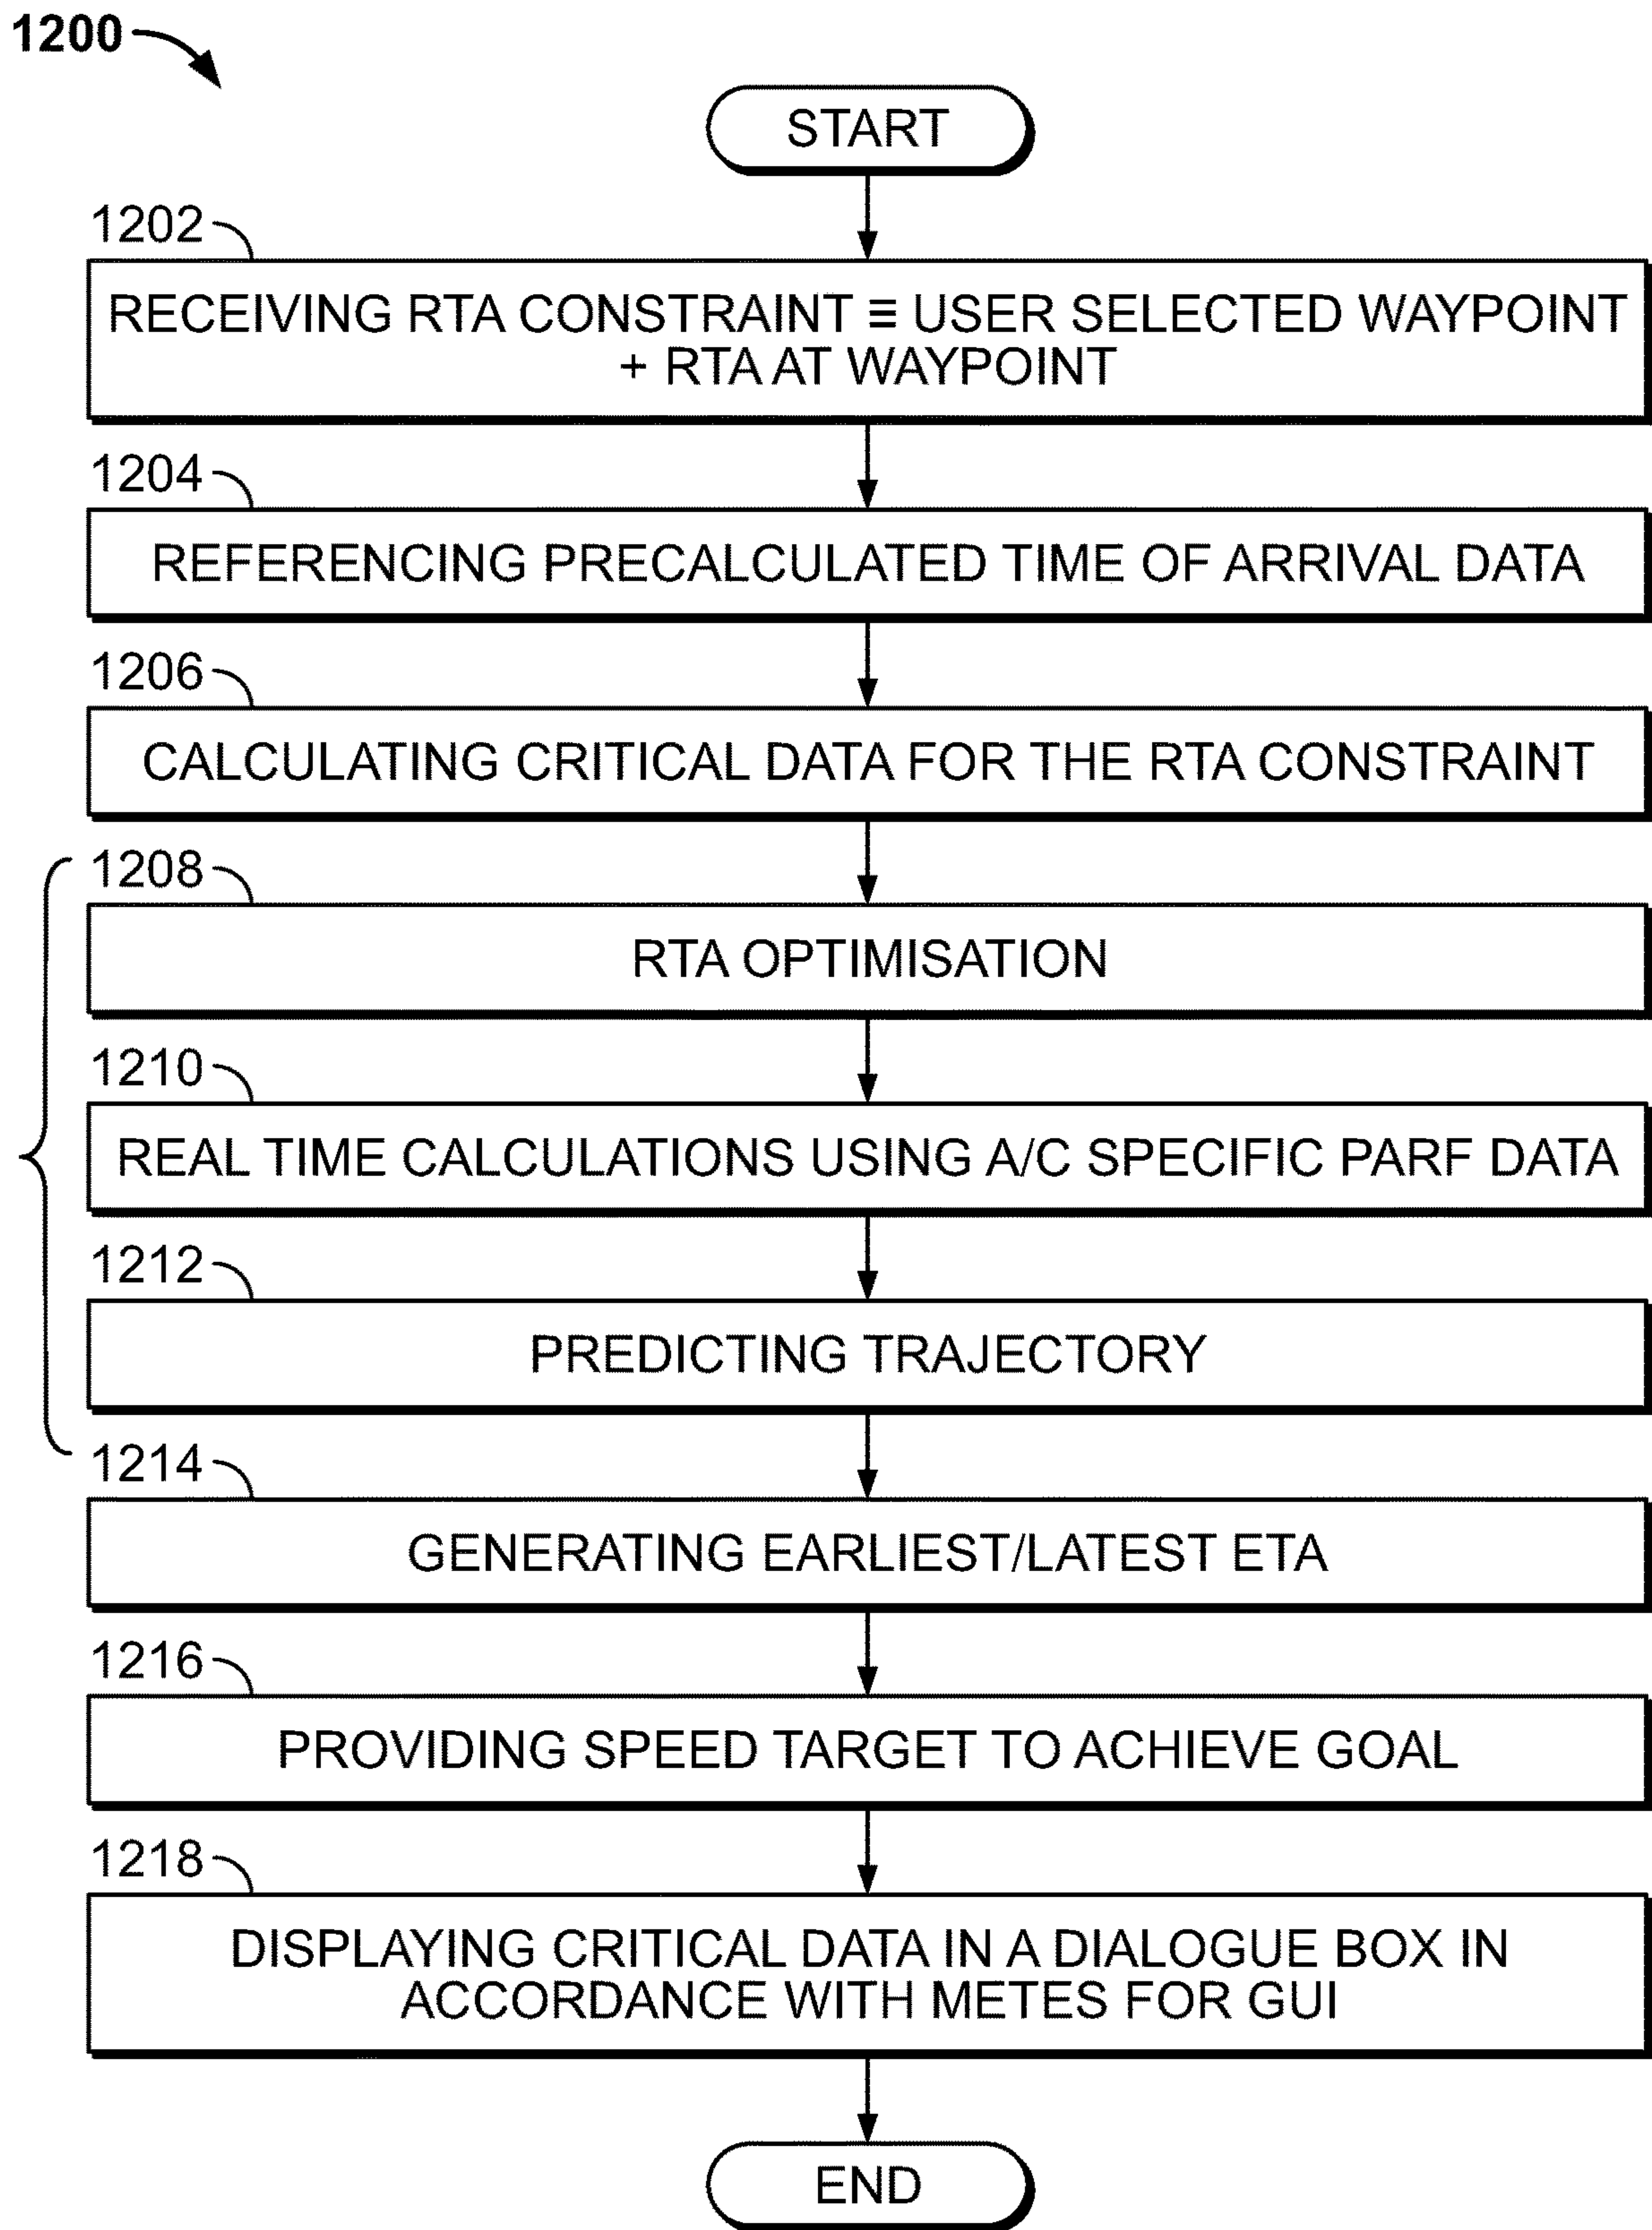 1200
START
1202
RECEIVING RTA CONSTRAINT ≡ USER SELECTED WAYPOINT
+ RTA AT WAYPOINT
1204
REFERENCING PRECALCULATED TIME OF ARRIVAL DATA
1206
CALCULATING CRITICAL DATA FOR THE RTA CONSTRAINT
1208
RTA OPTIMISATION
1210
REAL TIME CALCULATIONS USING A/C SPECIFIC PARF DATA
1212
PREDICTING TRAJECTORY
1214
GENERATING EARLIEST/LATEST ETA
1216
PROVIDING SPEED TARGET TO ACHIEVE GOAL
1218
DISPLAYING CRITICAL DATA IN A DIALOGUE BOX IN
ACCORDANCE WITH METES FOR GUI
END